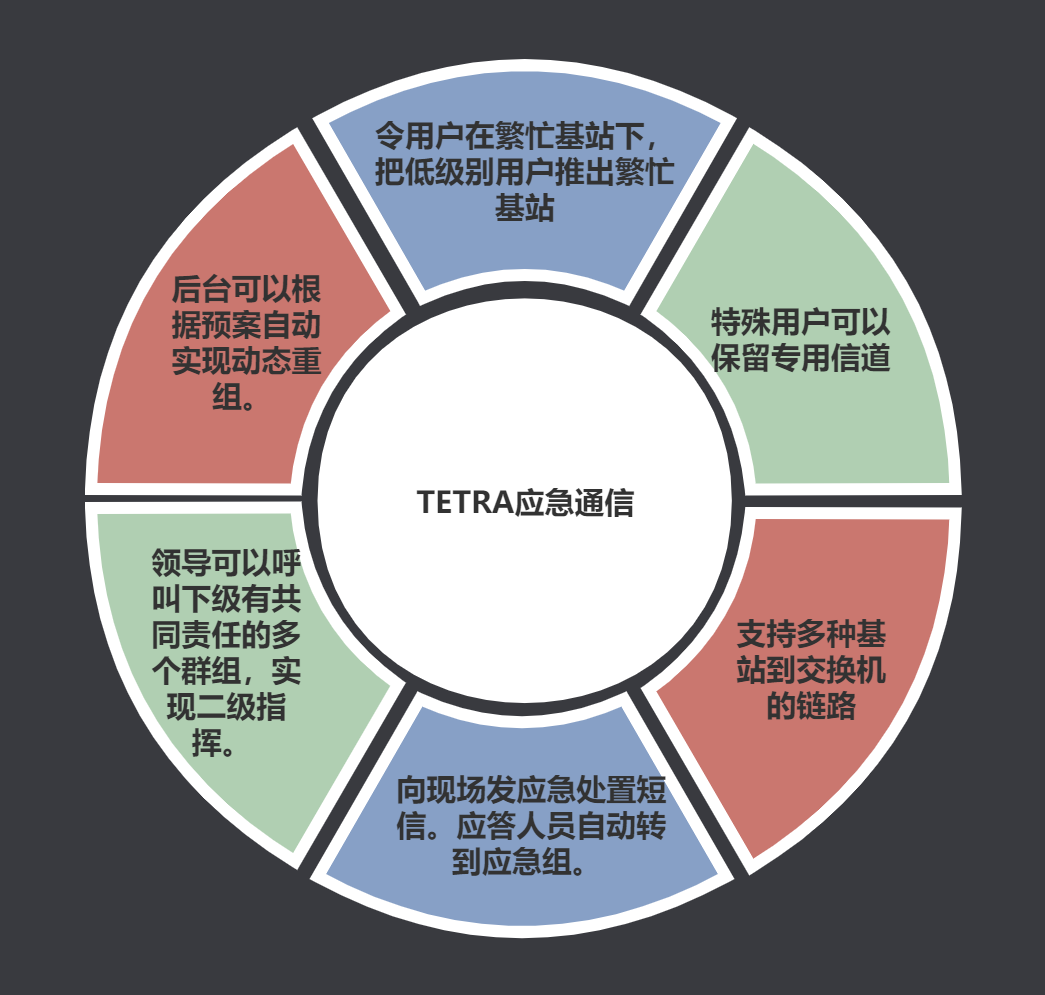 令用户在繁忙基站下，
把低级别用户推出繁忙
基站
特殊用户可以
保留专用信道
支持多种基
站到交换机
的链路
向现场发应急处置短
信。应答人员自动转
到应急组。
领导可以呼
叫下级有共
同责任的多
个群组，实
现二级指
挥。
后台可以根
据预案自动
实现动态重
组。
TETRA应急通信